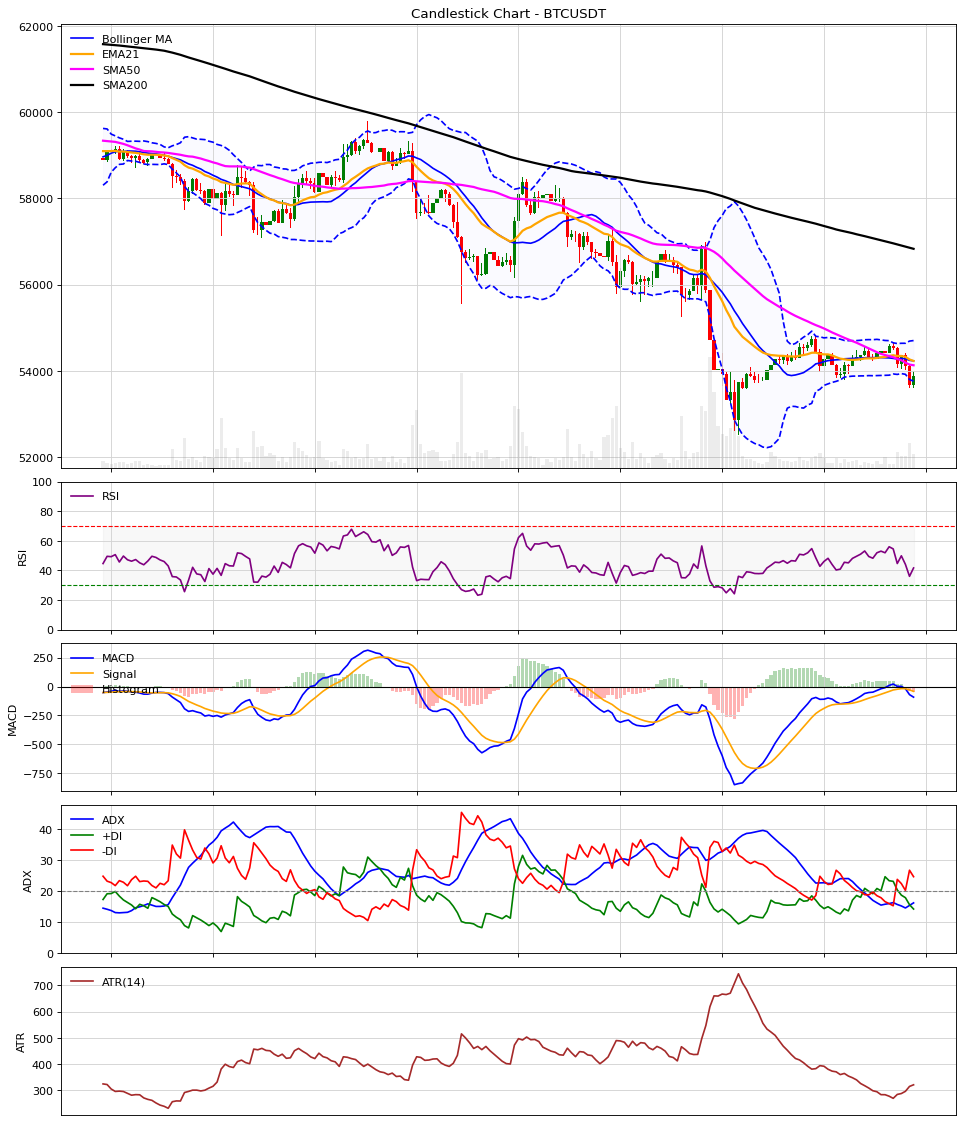 Candlestick Chart - BTCUSDT
62000
60000
58000
56000
54000
52000
Bollinger MA
EMA21
SMA50
SMA200
100
80
60
40
20
0
RSI
RSI
250
0
−250
−500
−750
MACD
MACD
Signal
Histogram
40
30
20
10
0
ADX
ADX
+DI
-DI
700
600
500
400
300
ATR
ATR(14)